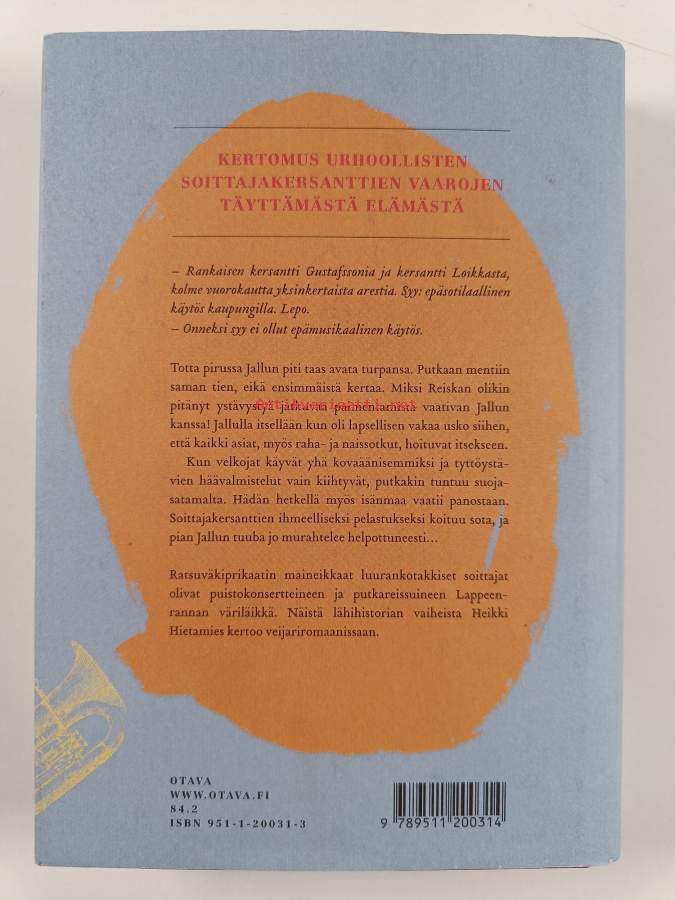 KERTOMUS URHOOLLISTEN
SOITTAJAKERSANTTIEN VAAROJEN
TÄYTTÄMÄSTÄ ELÄMÄSTÄ
– Rankaisen kersantti Gustafssonia ja kersantti Loikkasta,
kolme vuorokautta yksinkertaista arestia. Syy: epäsotilaallinen
käytös kaupungilla. Lepo.
– Onneksi syy ei ollut epämusikaalinen käytös.
Totta pirussa Jallun piti taas avata turpansa. Putkaan mentiin
saman tien, eikä ensimmäistä kertaa. Miksi Reiskan olikin
pitänyt ystävystyä jatkuvaa paimentamista vaativan Jallun
kanssa! Jallulla itsellään kun oli lapsellisen vakaa usko siihen,
että kaikki asiat, myös raha- ja naissotkut, hoituvat itsekseen.
Kun velkojat käyvät yhä kovaäänisemmiksi ja tyttöystä-
vien häävalmistelut vain kiihtyvät, putkakin tuntuu suoja-
satamalta. Hädän hetkellä myös isänmaa vaatii panostaan.
Soittajakersanttien ihmeelliseksi pelastukseksi koituu sota, ja
pian Jallun tuuba jo murahtelee helpottuneesti…
Ratsuväkiprikaatin maineikkaat luurankotakkiset soittajat
olivat puistokonsertteineen ja putkareissuineen Lappeen-
rannan väriläikkä. Näistä lähihistorian vaiheista Heikki
Hietamies kertoo veijariromaanissaan.
OTAVA
WWW.OTAVA.FI
84.2
ISBN 951-1-20031-3
9 789511 200314